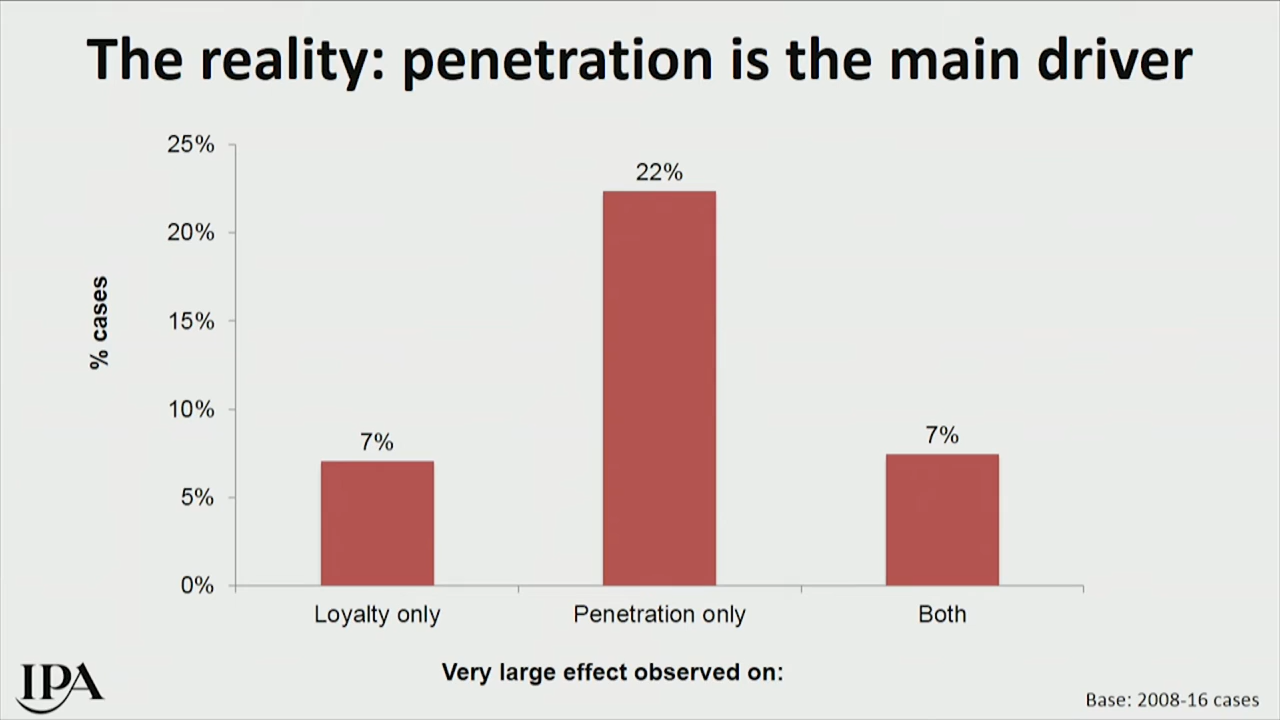 The reality: penetration is the main driver
25%
20%
15%
10%
5%
0%
% cases
7%
22%
7%
Loyalty only
Penetration only
Both
Very large effect observed on:
IPA
Base: 2008-16 cases